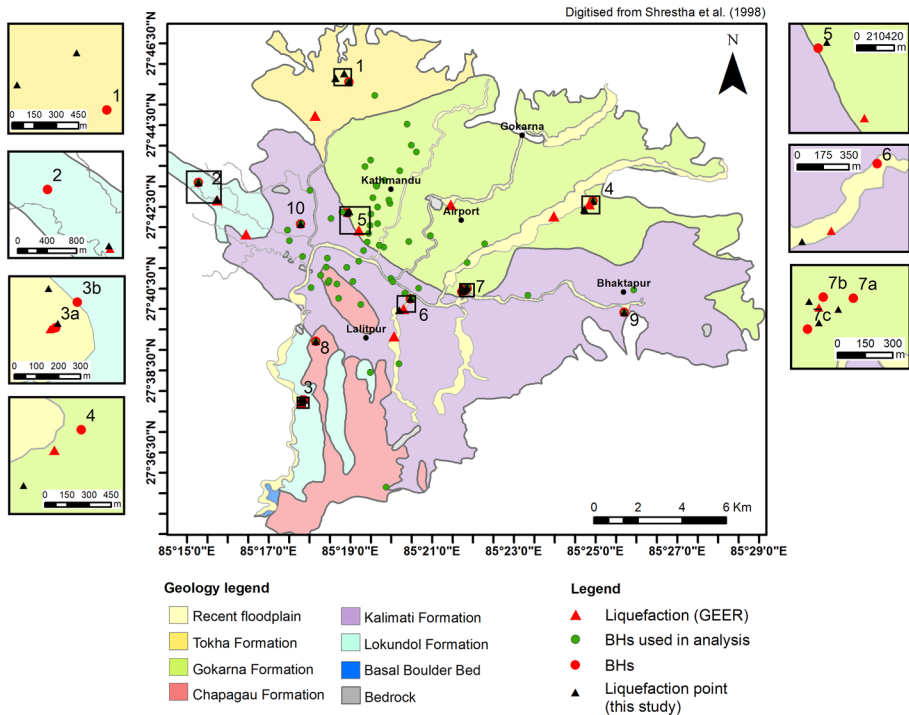 Digitised from Shrestha et al. (1998)
27°46'30"N
27°44'30"N
27°42'30"N
27°40'30"N
27°38'30"N
27°36'30"N
85°15'0"E 85°17'0"E 85°19'0"E 85°21'0"E 85°23'0"E 85°25'0"E 85°27'0"E 85°29'0"E
N
1
Gokarna
Kathmandu
2
4
10
Airport
5
7
Bhaktapur
6
9
Lalitpur
8
3
0 2 4 6 Km
1
0 150 300 450
m
2
0 400 800
m
3b
3a
0 100 200 300
m
4
0 150 300 450
m
5
0 210420
m
6
0 175 350
m
7b 7a
7c
0 150 300
m
Geology legend
Recent floodplain
Tokha Formation
Gokarna Formation
Chapagau Formation
Kalimati Formation
Lokundol Formation
Basal Boulder Bed
Bedrock
Legend
Liquefaction (GEER)
BHs used in analysis
BHs
Liquefaction point
(this study)